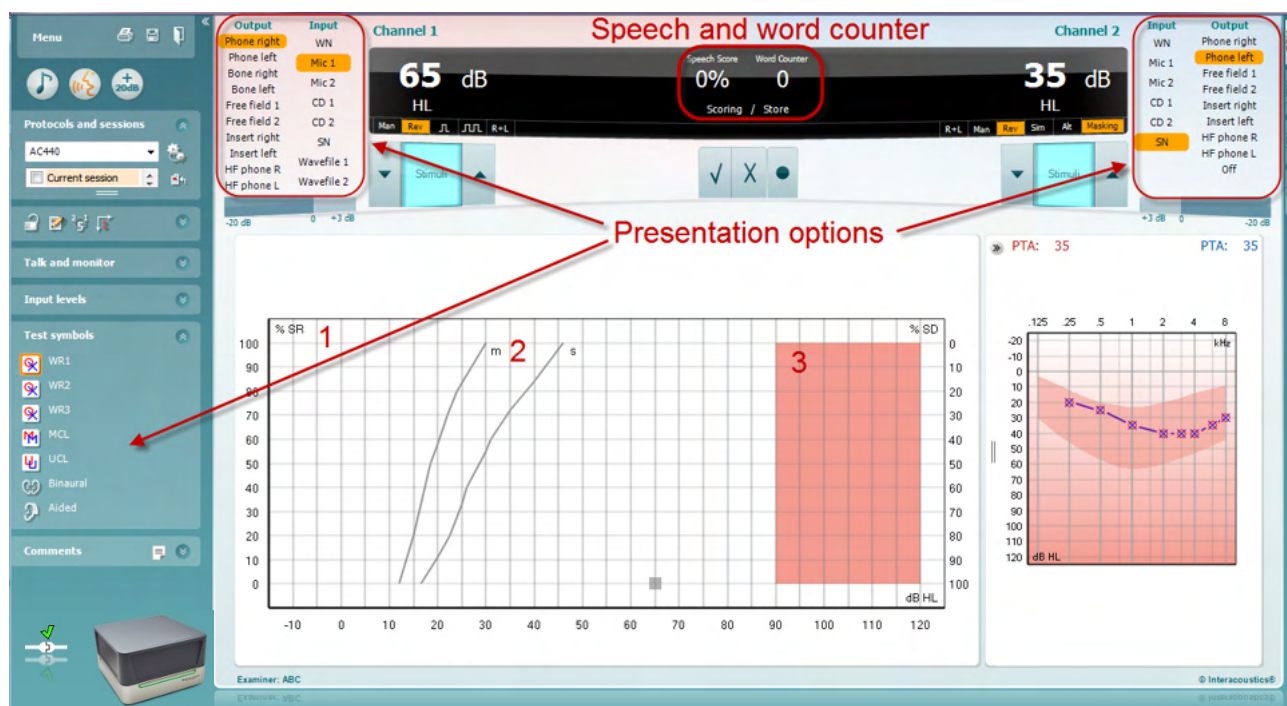 Menu
20dB
Protocols and sessions
AC440
Current session
Talk and monitor
Input levels
Test symbols
WR1
WR2
WR3
MCL
UCL
Binaural
Aided
Comments
Output Input
Phone right WN
Phone left Mic 1
Bone right Mic 2
Bone left
Free field 1 CD 1
Free field 2 CD 2
Insert right SN
Insert left Wavefile 1
HF phone R Wavefile 2
HF phone L
Channel 1
Speech and word counter
Channel 2
65 dB
HL
Speech Score Word Counter
0% 0
Scoring / Store
35 dB
HL
Man Rev R+L
R+L Man Rev Sim Alt Masking
Input Output
WN Phone right
Mic 1 Phone left
Mic 2 Free field 1
CD 1 Free field 2
CD 2 Insert right
SN Insert left
HF phone R
HF phone L
Off
Stimuli
Stimuli
-20 dB 0 +3 dB
+3 dB 0 -20 dB
Presentation options
% SR 1
m 2 s
3
% SD
100 0
90 10
80 20
70 30
60 40
50 50
40 60
30 70
20 80
10 90
0 100
dB HL
-10 0 10 20 30 40 50 60 70 80 90 100 110 120
PTA: 35
PTA: 35
.125 .25 .5 1 2 4 8
kHz
-20
-10
0
10
20
30
40
50
60
70
80
90
100
110
120 dB HL
Examiner: ABC
© Interacoustics®